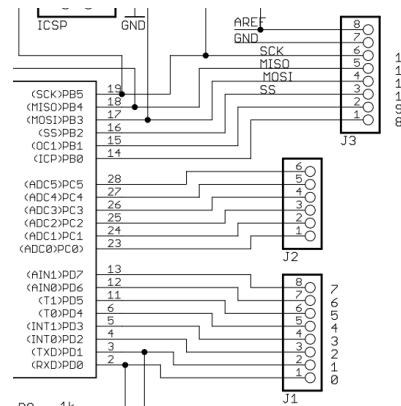 ICSP
GND
AREF
GND
SCK
MISO
MOSI
SS
8
7
6
5
4
3
2
1
J3
9
8
(SCK)PB5 19
(MISO)PB4 18
(MOSI)PB3 17
(SS)PB2 16
(OC1)PB1 15
(ICP)PB0 14
(ADC5)PC5 28
(ADC4)PC4 27
(ADC3)PC3 26
(ADC2)PC2 25
(ADC1)PC1 24
(ADC0)PC0 23
6
5
4
3
2
1
J2
(AIN1)PD7 13
(AIN0)PD6 12
(T1)PD5 11
(T0)PD4 6
(INT1)PD3 5
(INT0)PD2 4
(TXD)PD1 3
(RXD)PD0 2
8 7
7 6
6 5
5 4
4 3
3 2
2 1
1 0
J1
1k